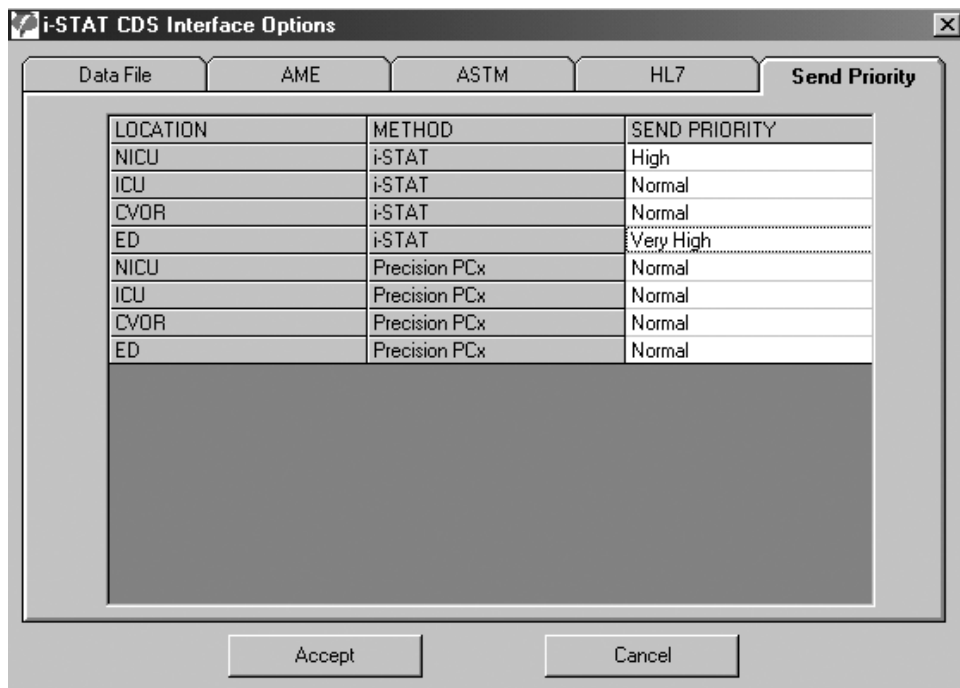 i-STAT CDS Interface Options
Data File AME ASTM HL7 Send Priority
LOCATION METHOD SEND PRIORITY
NICU i-STAT High
ICU i-STAT Normal
CVOR i-STAT Normal
ED i-STAT Very High
NICU Precision PCx Normal
ICU Precision PCx Normal
CVOR Precision PCx Normal
ED Precision PCx Normal
Accept Cancel